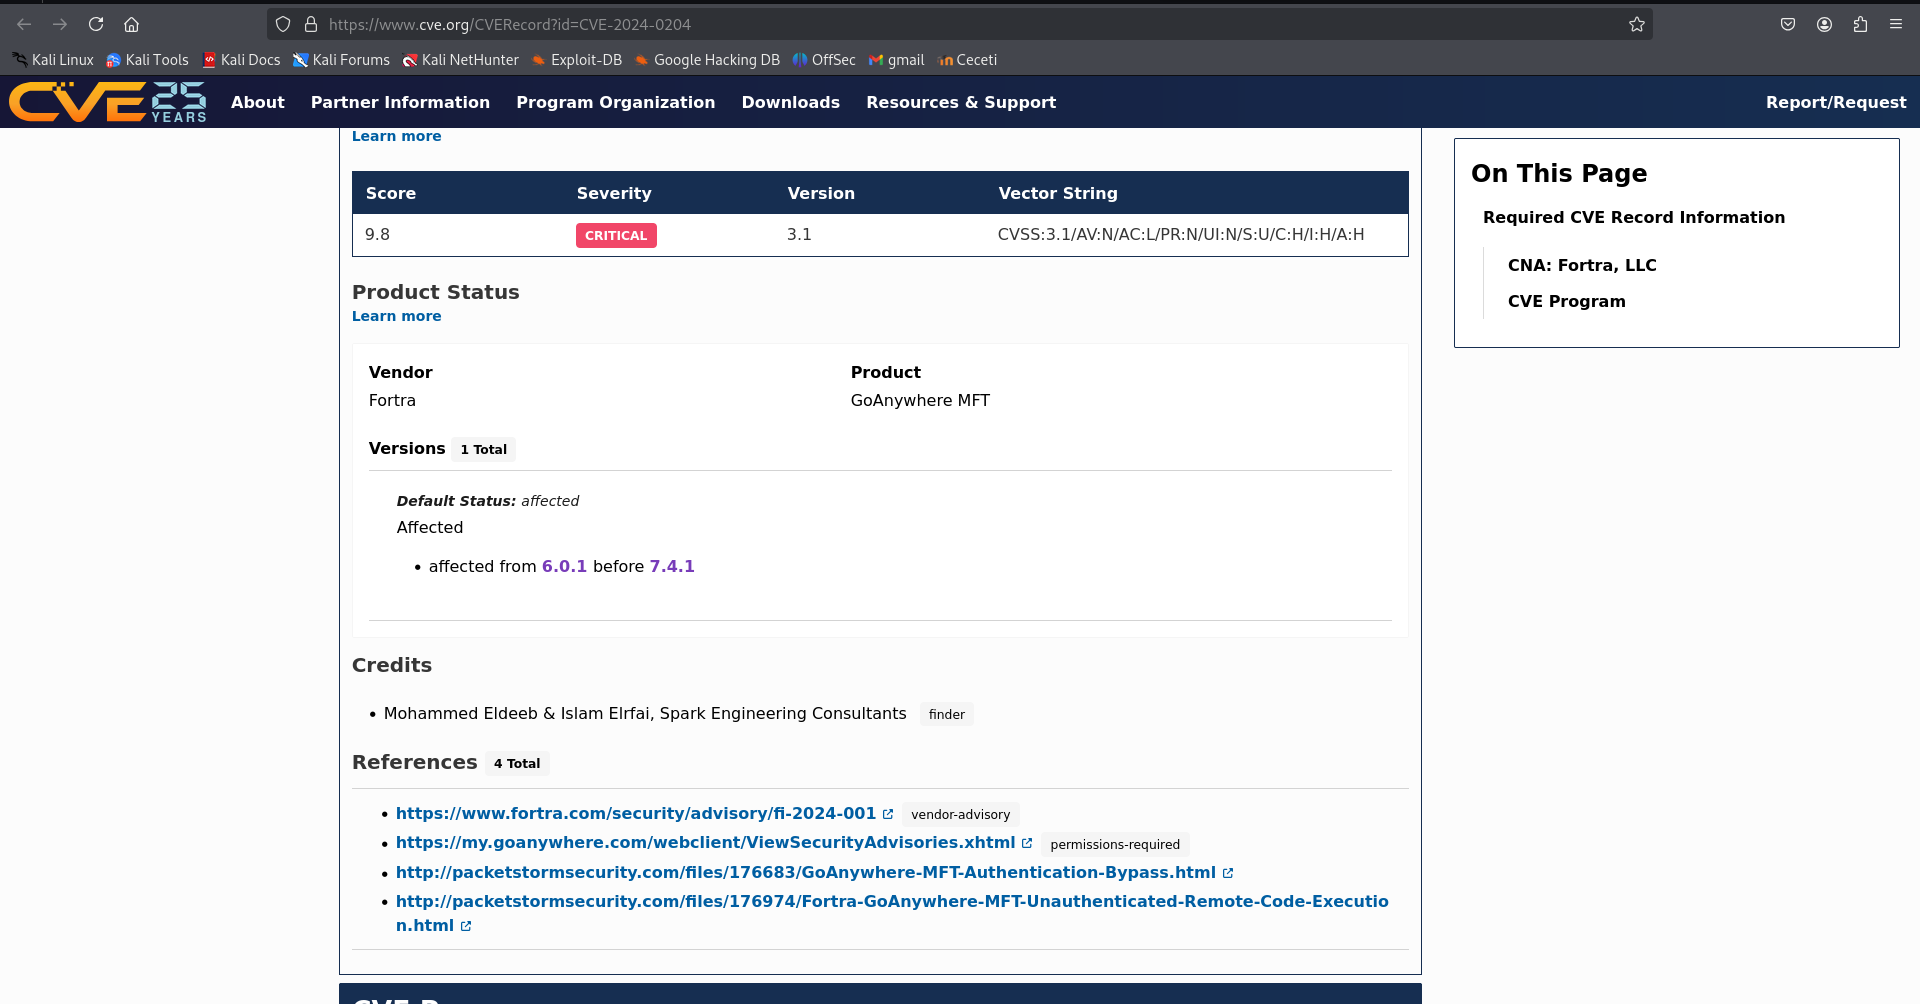 https://www.cve.org/CVERecord?id=CVE-2024-0204
Kali Linux Kali Tools Kali Docs Kali Forums Kali NetHunter Exploit-DB Google Hacking DB OffSec gmail Ceceti
CVE 25 YEARS About Partner Information Program Organization Downloads Resources & Support Report/Request
Learn more
Score Severity Version Vector String
9.8 CRITICAL 3.1 CVSS:3.1/AV:N/AC:L/PR:N/UI:N/S:U/C:H/I:H/A:H
Product Status
Learn more
Vendor Product
Fortra GoAnywhere MFT
Versions 1 Total
Default Status: affected
Affected
• affected from 6.0.1 before 7.4.1
Credits
• Mohammed Eldeeb & Islam Elrfai, Spark Engineering Consultants finder
References 4 Total
• https://www.fortra.com/security/advisory/fi-2024-001 vendor-advisory
• https://my.goanywhere.com/webclient/ViewSecurityAdvisories.xhtml permissions-required
• http://packetstormsecurity.com/files/176683/GoAnywhere-MFT-Authentication-Bypass.html
• http://packetstormsecurity.com/files/176974/Fortra-GoAnywhere-MFT-Unauthenticated-Remote-Code-Executio
n.html
On This Page
Required CVE Record Information
CNA: Fortra, LLC
CVE Program